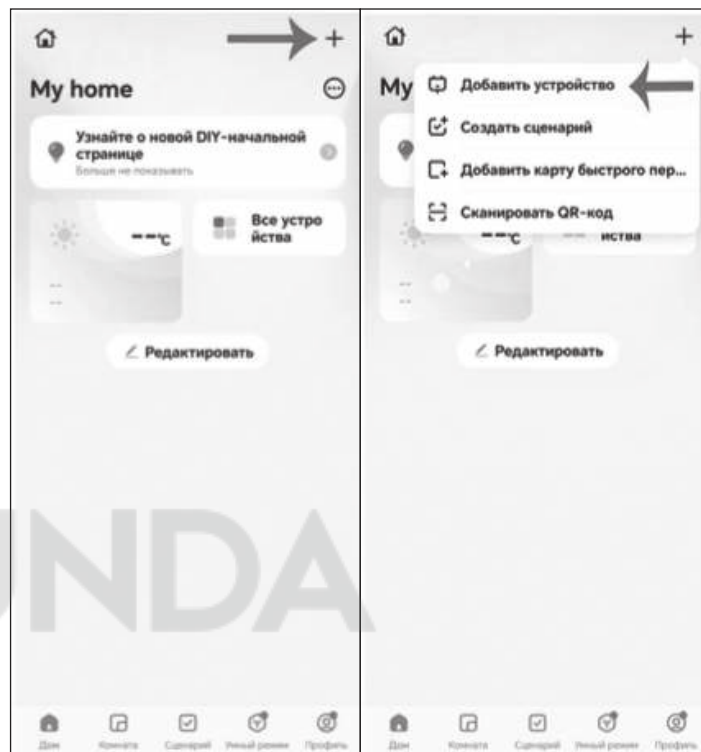 My home
Узнайте о новой DIY-начальной
странице
Больше не показывать
--°C
Все устро
йства
--
--
Редактировать
Дом
Комната
Сценарий
Умный режим
Профиль
My
Добавить устройство
Создать сценарий
Добавить карту быстрого пер...
Сканировать QR-код
--°C
йства
--
--
Редактировать
Дом
Комната
Сценарий
Умный режим
Профиль
UNDA